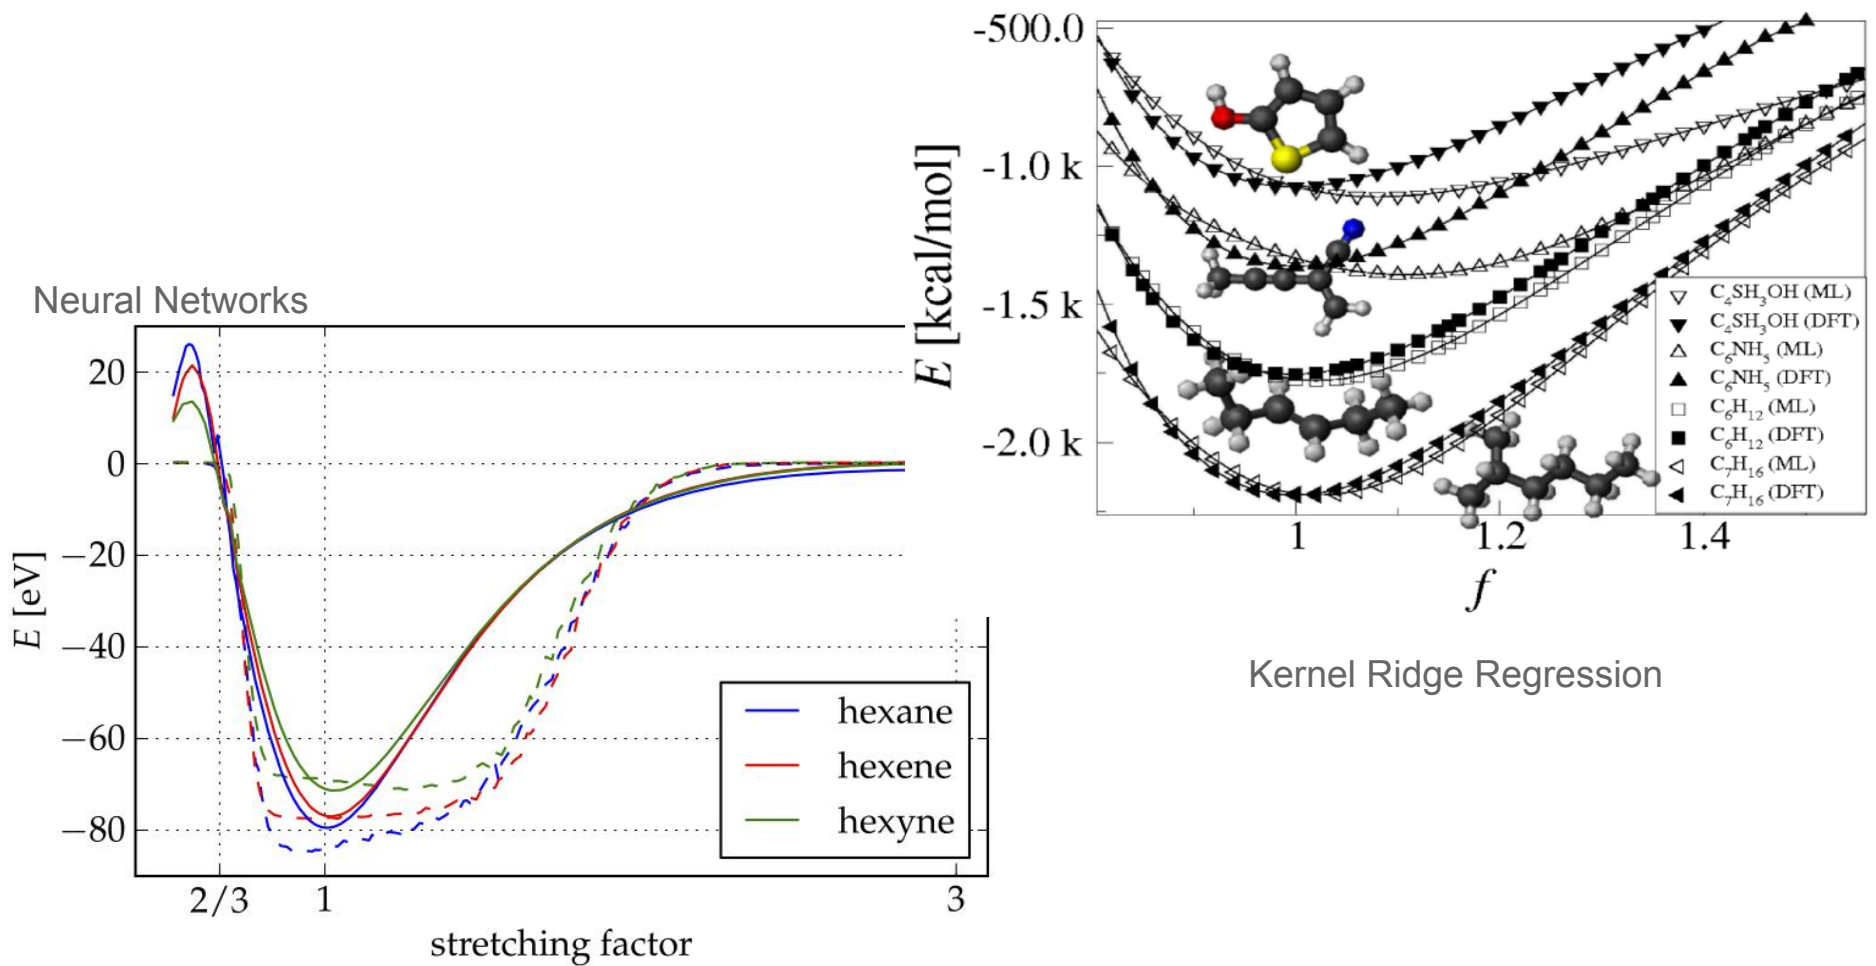 Neural Networks
20
0
−20
−40
−60
−80
E [eV]
2/3
1
3
stretching factor
hexane
hexene
hexyne
-500.0
-1.0 k
-1.5 k
-2.0 k
E [kcal/mol]
1
1.2
1.4
f
C₄SH₃OH (ML)
C₄SH₃OH (DFT)
C₆NH₅ (ML)
C₆NH₅ (DFT)
C₆H₁₂ (ML)
C₆H₁₂ (DFT)
C₇H₁₆ (ML)
C₇H₁₆ (DFT)
Kernel Ridge Regression